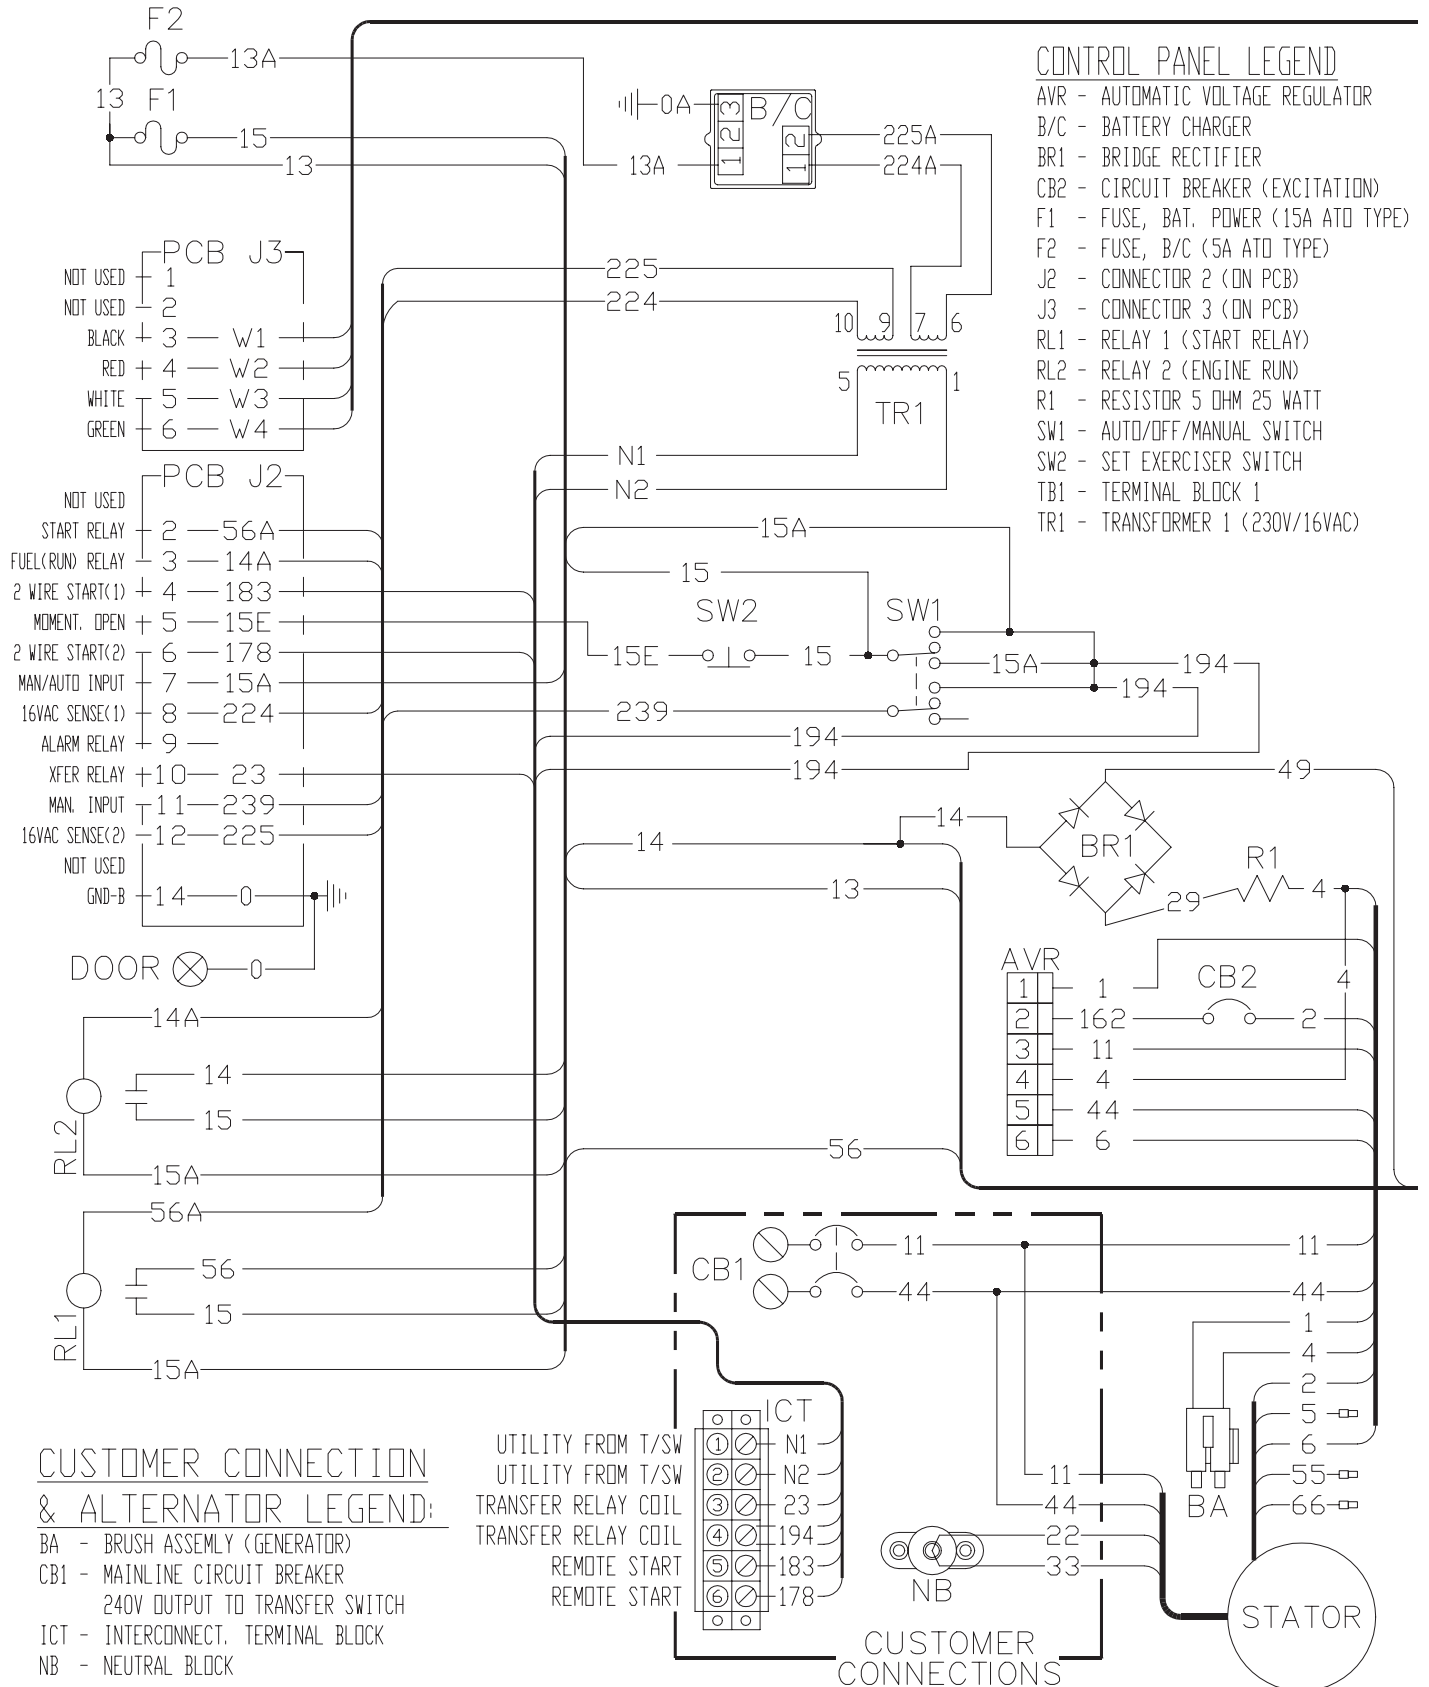 F2
13A
13
F1
15
13
0A
3
B/C
2
1
2
1
13A
225A
224A
CONTROL PANEL LEGEND
AVR - AUTOMATIC VOLTAGE REGULATOR
B/C - BATTERY CHARGER
BR1 - BRIDGE RECTIFIER
CB2 - CIRCUIT BREAKER (EXCITATION)
F1 - FUSE, BAT. POWER (15A ATO TYPE)
F2 - FUSE, B/C (5A ATO TYPE)
J2 - CONNECTOR 2 (ON PCB)
J3 - CONNECTOR 3 (ON PCB)
RL1 - RELAY 1 (START RELAY)
RL2 - RELAY 2 (ENGINE RUN)
R1 - RESISTOR 5 OHM 25 WATT
SW1 - AUTO/OFF/MANUAL SWITCH
SW2 - SET EXERCISER SWITCH
TB1 - TERMINAL BLOCK 1
TR1 - TRANSFORMER 1 (230V/16VAC)
PCB J3
NOT USED 1
NOT USED 2
BLACK 3 W1
RED 4 W2
WHITE 5 W3
GREEN 6 W4
225
224
10 9 7 6
5 1
TR1
N1
N2
PCB J2
NOT USED
START RELAY 2 56A
FUEL(RUN) RELAY 3 14A
2 WIRE START(1) 4 183
MOMENT. OPEN 5 15E
2 WIRE START(2) 6 178
MAN/AUTO INPUT 7 15A
16VAC SENSE(1) 8 224
ALARM RELAY 9
XFER RELAY 10 23
MAN. INPUT 11 239
16VAC SENSE(2) 12 225
NOT USED
GND-B 14 0
DOOR 0
15A
15
SW2 SW1
15E 15 15A 194
194
239
194
194
49
14
14
BR1
13
R1
29
4
4
AVR
1 1
2 162
CB2
2
3 11
4 4
5 44
6 6
14A
14
15
RL2
15A
56
56A
56
15
RL1
15A
CB1
11 11
44 44
1
4
2
5
6
55
66
BA
ICT
UTILITY FROM T/SW 1 N1
UTILITY FROM T/SW 2 N2
TRANSFER RELAY COIL 3 23
TRANSFER RELAY COIL 4 194
REMOTE START 5 183
REMOTE START 6 178
11
44
22
33
NB
STATOR
CUSTOMER
CONNECTIONS
CUSTOMER CONNECTION
& ALTERNATOR LEGEND:
BA - BRUSH ASSEMLY (GENERATOR)
CB1 - MAINLINE CIRCUIT BREAKER
240V OUTPUT TO TRANSFER SWITCH
ICT - INTERCONNECT. TERMINAL BLOCK
NB - NEUTRAL BLOCK